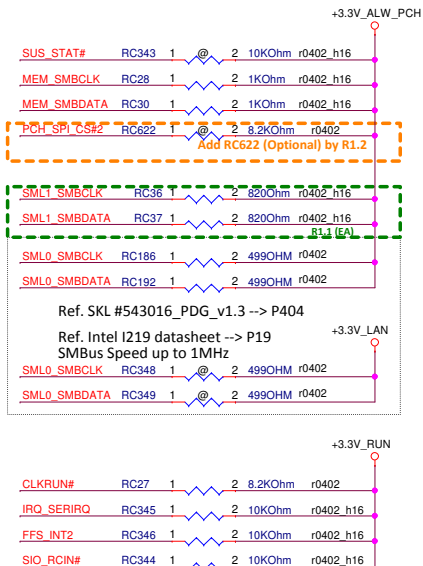 +3.3V_ALW_PCH
SUS_STAT# RC343 1 @ 2 10KOhm r0402_h16
MEM_SMBCLK RC28 1 2 1KOhm r0402_h16
MEM_SMBDATA RC30 1 2 1KOhm r0402_h16
PCH_SPI_CS#2 RC622 1 @ 2 8.2KOhm r0402
Add RC622 (Optional) by R1.2
SML1_SMBCLK RC36 1 2 820Ohm r0402_h16
SML1_SMBDATA RC37 1 2 820Ohm r0402_h16
R1.1 (EA)
SML0_SMBCLK RC186 1 2 499OHM r0402
SML0_SMBDATA RC192 1 2 499OHM r0402
Ref. SKL #543016_PDG_v1.3 --> P404
Ref. Intel I219 datasheet --> P19
SMBus Speed up to 1MHz
+3.3V_LAN
SML0_SMBCLK RC348 1 @ 2 499OHM r0402
SML0_SMBDATA RC349 1 @ 2 499OHM r0402
+3.3V_RUN
CLKRUN# RC27 1 2 8.2KOhm r0402
IRQ_SERIRQ RC345 1 2 10KOhm r0402_h16
FFS_INT2 RC346 1 2 10KOhm r0402_h16
SIO_RCIN# RC344 1 2 10KOhm r0402_h16